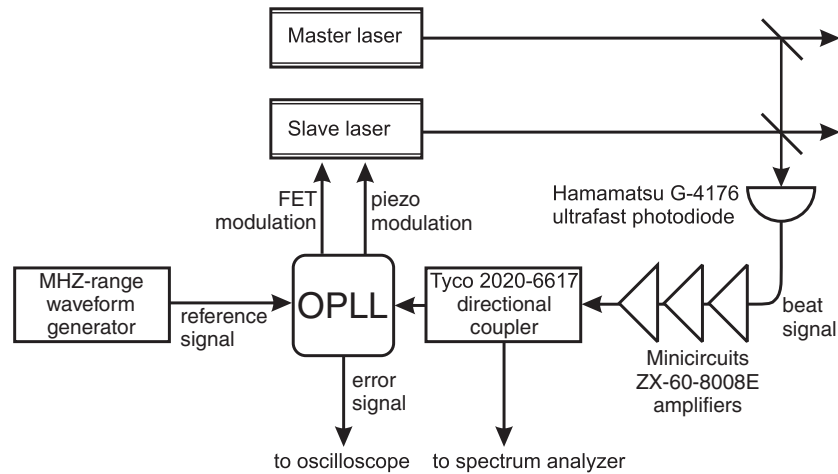 Master laser
Slave laser
FET
modulation
piezo
modulation
Hamamatsu G-4176
ultrafast photodiode
MHZ-range
waveform
generator
reference
signal
OPLL
Tyco 2020-6617
directional
coupler
beat
signal
Minicircuits
ZX-60-8008E
amplifiers
error
signal
to oscilloscope
to spectrum analyzer